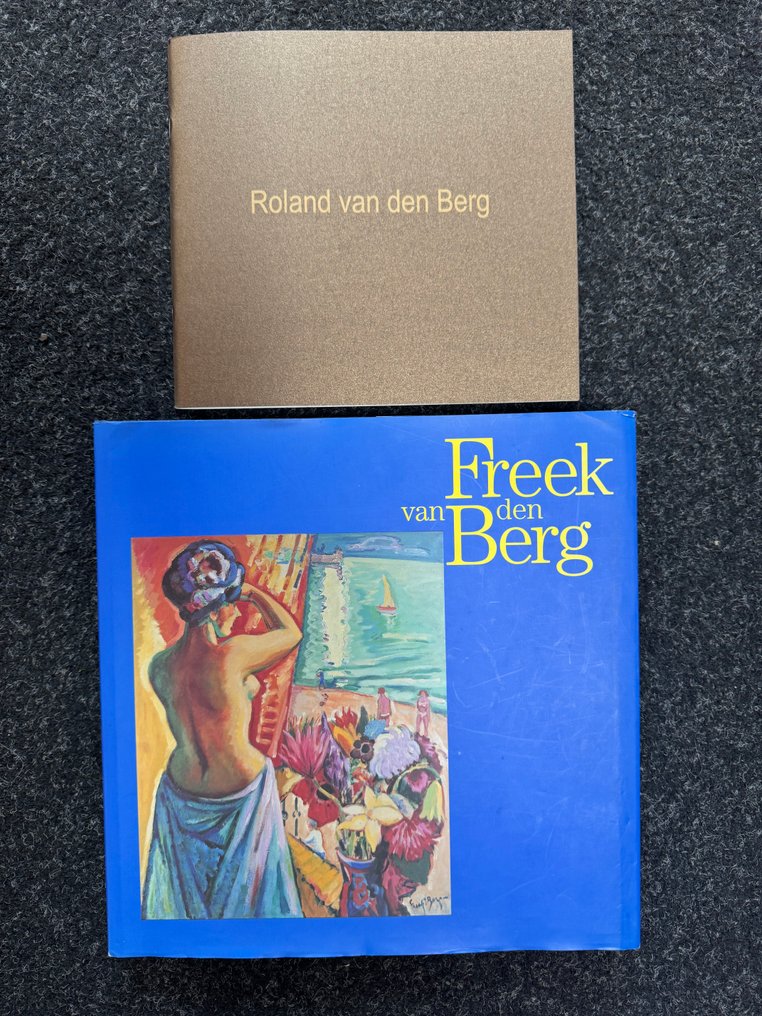 Roland van den Berg
Freek
van den
Berg